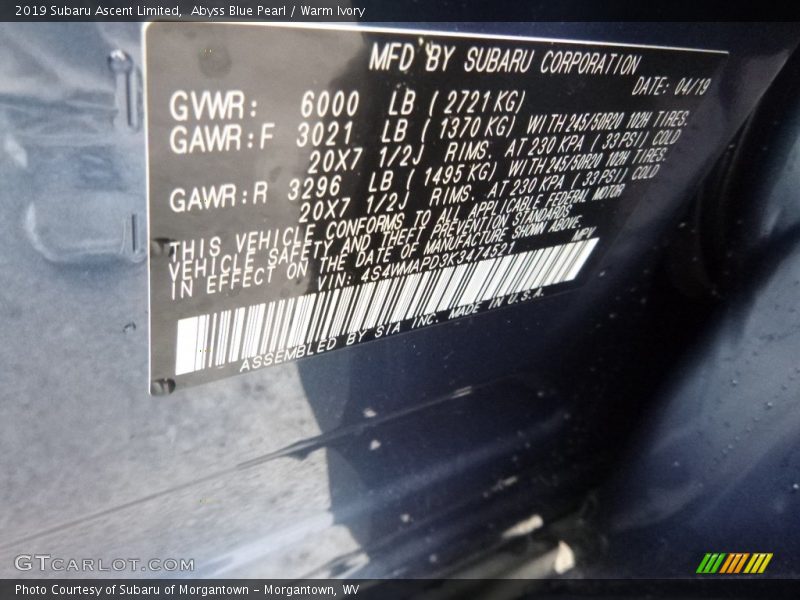 2019 Subaru Ascent Limited, Abyss Blue Pearl / Warm Ivory
MFD BY SUBARU CORPORATION
DATE: 04/19
GVWR: 6000 LB (2721 KG)
GAWR:F 3021 LB (1370 KG) WITH 245/50R20 102H TIRES.
20X7 1/2J RIMS. AT 230 KPA (33 PSI) COLD
GAWR:R 3296 LB (1495 KG) WITH 245/50R20 102H TIRES.
20X7 1/2J RIMS. AT 230 KPA (33 PSI) COLD
THIS VEHICLE CONFORMS TO ALL APPLICABLE FEDERAL MOTOR
VEHICLE SAFETY AND THEFT PREVENTION STANDARDS
IN EFFECT ON THE DATE OF MANUFACTURE SHOWN ABOVE.
VIN: 4S4WMAPD3K3474521 MPV
ASSEMBLED BY SIA INC. MADE IN U.S.A.
GTCARLOT.COM
Photo Courtesy of Subaru of Morgantown - Morgantown, WV